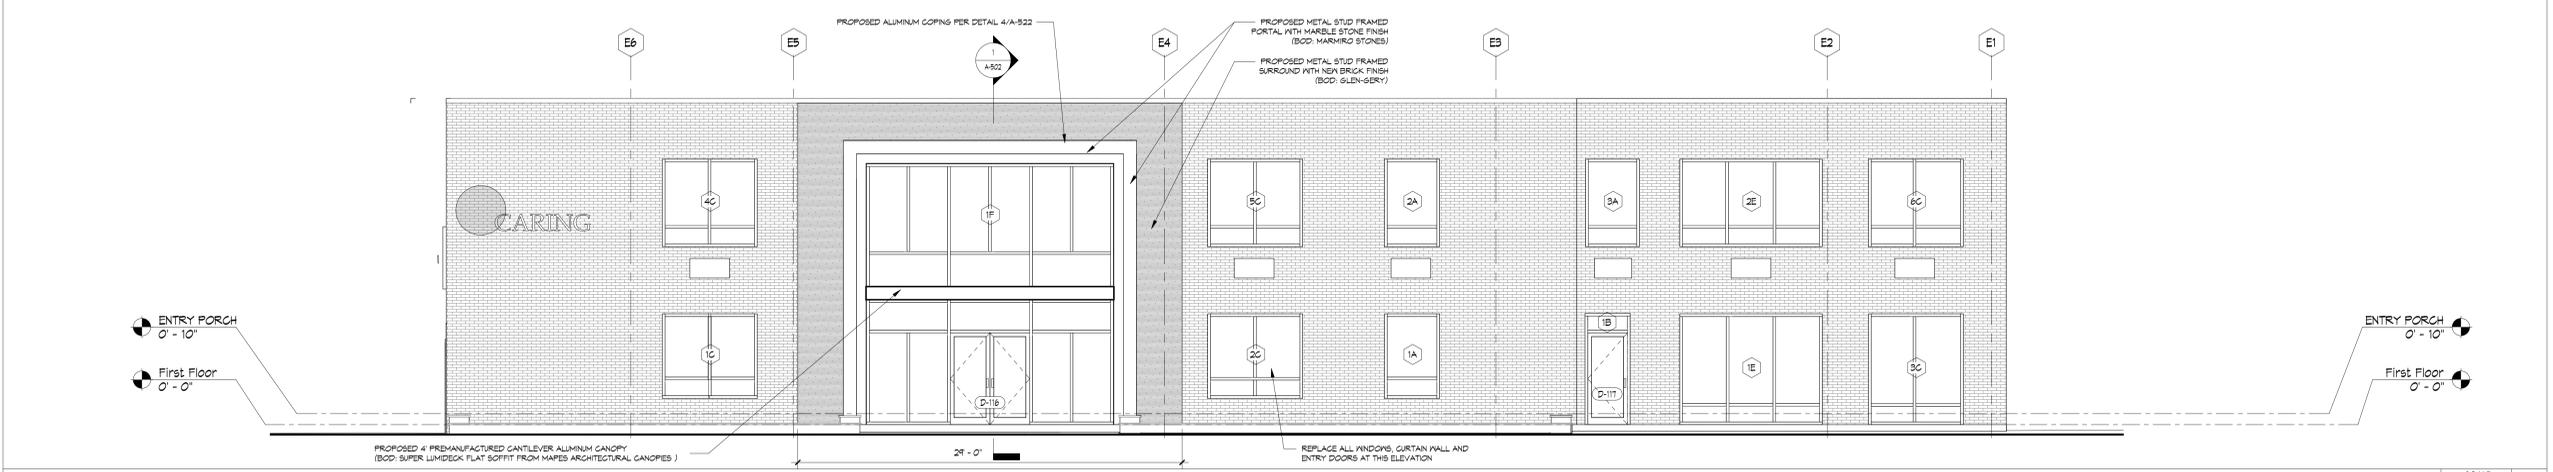 PROPOSED ALUMINUM COPING PER DETAIL 4/A-522
PROPOSED METAL STUD FRAMED
PORTAL WITH MARBLE STONE FINISH
(BOD: MARMIRO STONES)
PROPOSED METAL STUD FRAMED
SURROUND WITH NEW BRICK FINISH
(BOD: GLEN-GERY)
E6
E5
1
A-502
E4
E3
E2
E1
CARING
4C
1F
5C
2A
3A
2E
6C
1C
2C
1A
1B
1E
3C
D-116
D-117
ENTRY PORCH
0' - 10"
First Floor
0' - 0"
ENTRY PORCH
0' - 10"
First Floor
0' - 0"
PROPOSED 4' PREMANUFACTURED CANTILEVER ALUMINUM CANOPY
(BOD: SUPER LUMIDECK FLAT SOFFIT FROM MAPES ARCHITECTURAL CANOPIES )
29' - 0"
REPLACE ALL WINDOWS, CURTAIN WALL AND
ENTRY DOORS AT THIS ELEVATION